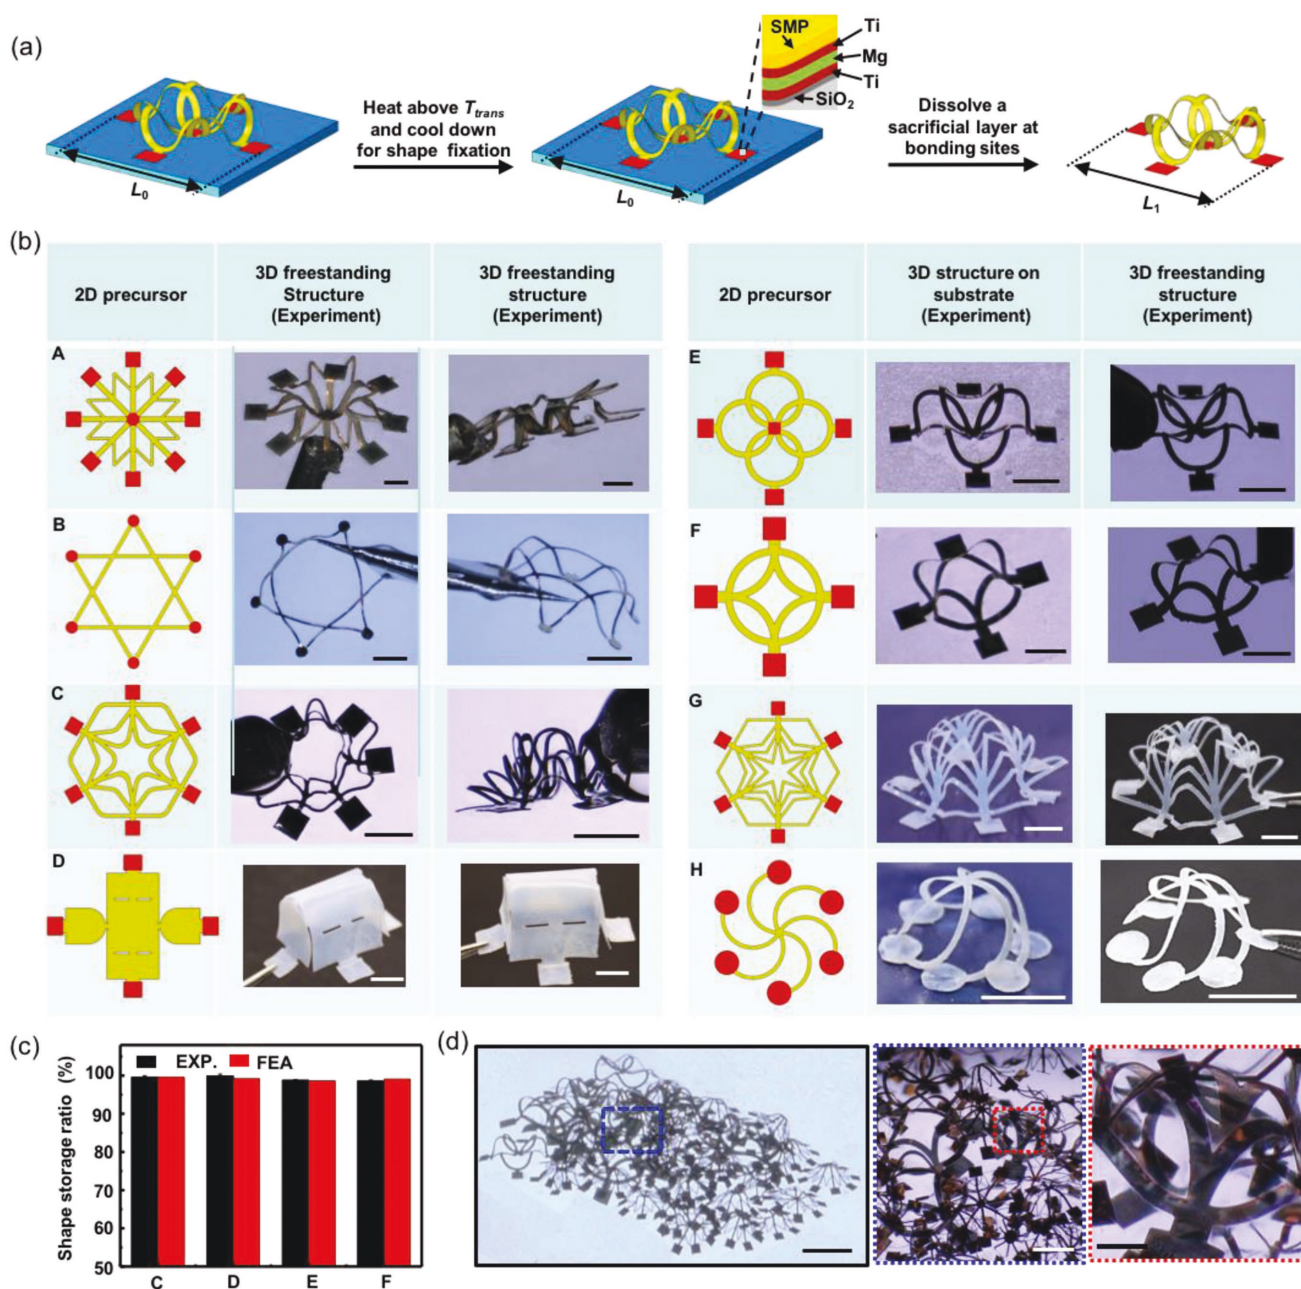 (a)
SMP
Ti
Mg
Ti
SiO2
Heat above Ttrans
and cool down
for shape fixation
Dissolve a
sacrificial layer at
bonding sites
L0
L0
L1
(b)
2D precursor
3D freestanding
Structure
(Experiment)
3D freestanding
structure
(Experiment)
2D precursor
3D structure on
substrate
(Experiment)
3D freestanding
structure
(Experiment)
A
E
B
F
C
G
D
H
(c)
EXP.
FEA
Shape storage ratio (%)
100
90
80
70
60
50
C
D
E
F
(d)